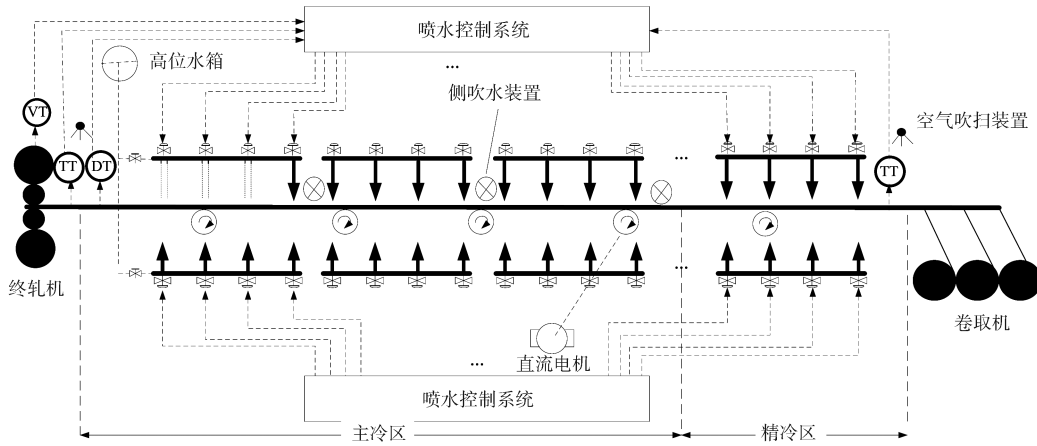 喷水控制系统
高位水箱
...
侧吹水装置
VT
空气吹扫装置
TT
DT
...
TT
...
终轧机
卷取机
...
直流电机
喷水控制系统
主冷区
精冷区